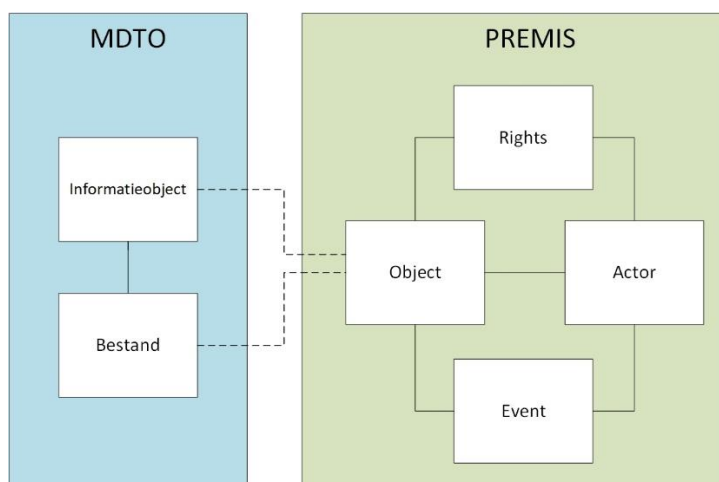 MDTO
Informatieobject
Bestand
PREMIS
Rights
Object
Actor
Event